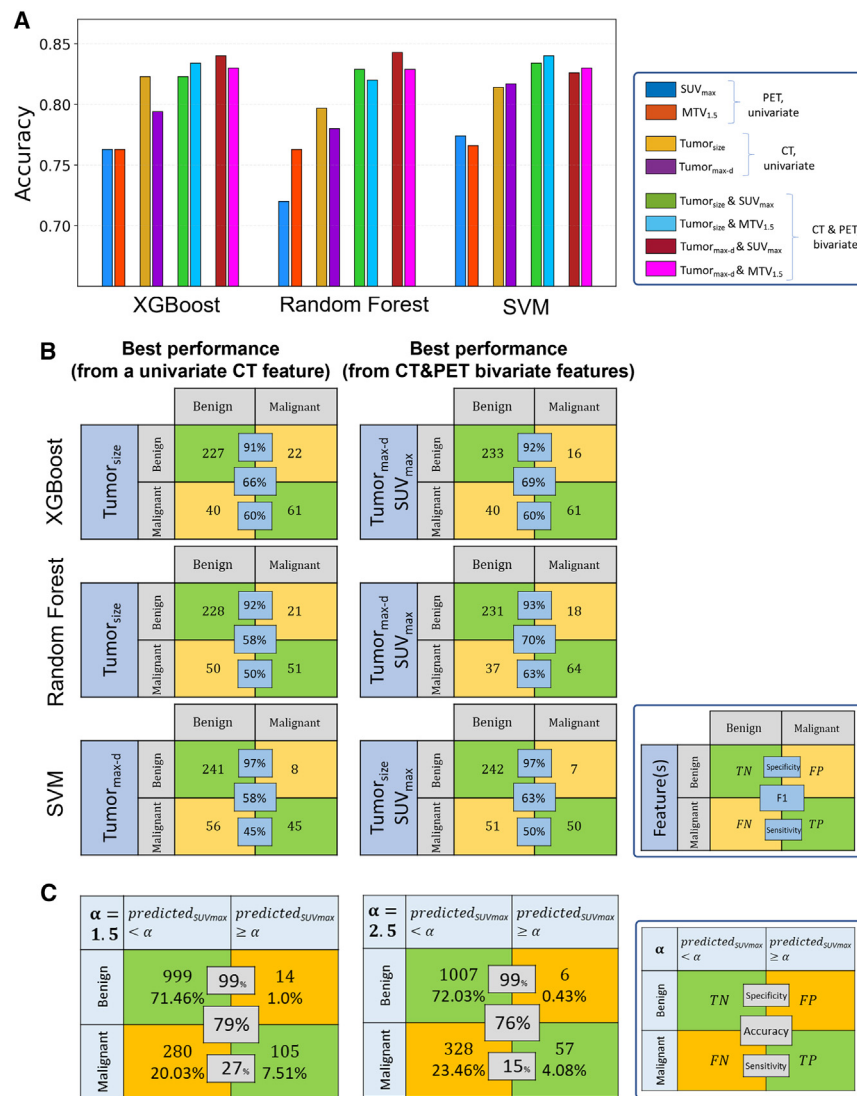 A
Accuracy
0.85
0.80
0.75
0.70
XGBoost
Random Forest
SVM
SUVmax
MTV1.5
PET,
univariate
Tumorsize
Tumormax-d
CT,
univariate
Tumorsize & SUVmax
Tumorsize & MTV1.5
Tumormax-d & SUVmax
Tumormax-d & MTV1.5
CT & PET
bivariate
B
Best performance
(from a univariate CT feature)
Best performance
(from CT&PET bivariate features)
XGBoost
Benign
Malignant
Tumorsize
Benign
227
91%
22
66%
Malignant
40
60%
61
Benign
Malignant
Tumormax-d
SUVmax
Benign
233
92%
16
69%
Malignant
40
60%
61
Random Forest
Benign
Malignant
Tumorsize
Benign
228
92%
21
58%
Malignant
50
50%
51
Benign
Malignant
Tumormax-d
SUVmax
Benign
231
93%
18
70%
Malignant
37
63%
64
SVM
Benign
Malignant
Tumormax-d
Benign
241
97%
8
58%
Malignant
56
45%
45
Benign
Malignant
Tumorsize
SUVmax
Benign
242
97%
7
63%
Malignant
51
50%
50
Benign
Malignant
Feature(s)
Benign
TN
Specificity
FP
F1
Malignant
FN
Sensitivity
TP
C
α =
1.5
predictedSUVmax
< α
predictedSUVmax
≥ α
Benign
999
71.46%
99%
14
1.0%
79%
Malignant
280
20.03%
27%
105
7.51%
α =
2.5
predictedSUVmax
< α
predictedSUVmax
≥ α
Benign
1007
72.03%
99%
6
0.43%
76%
Malignant
328
23.46%
15%
57
4.08%
α
predictedSUVmax
< α
predictedSUVmax
≥ α
Benign
TN
Specificity
FP
Accuracy
Malignant
FN
Sensitivity
TP